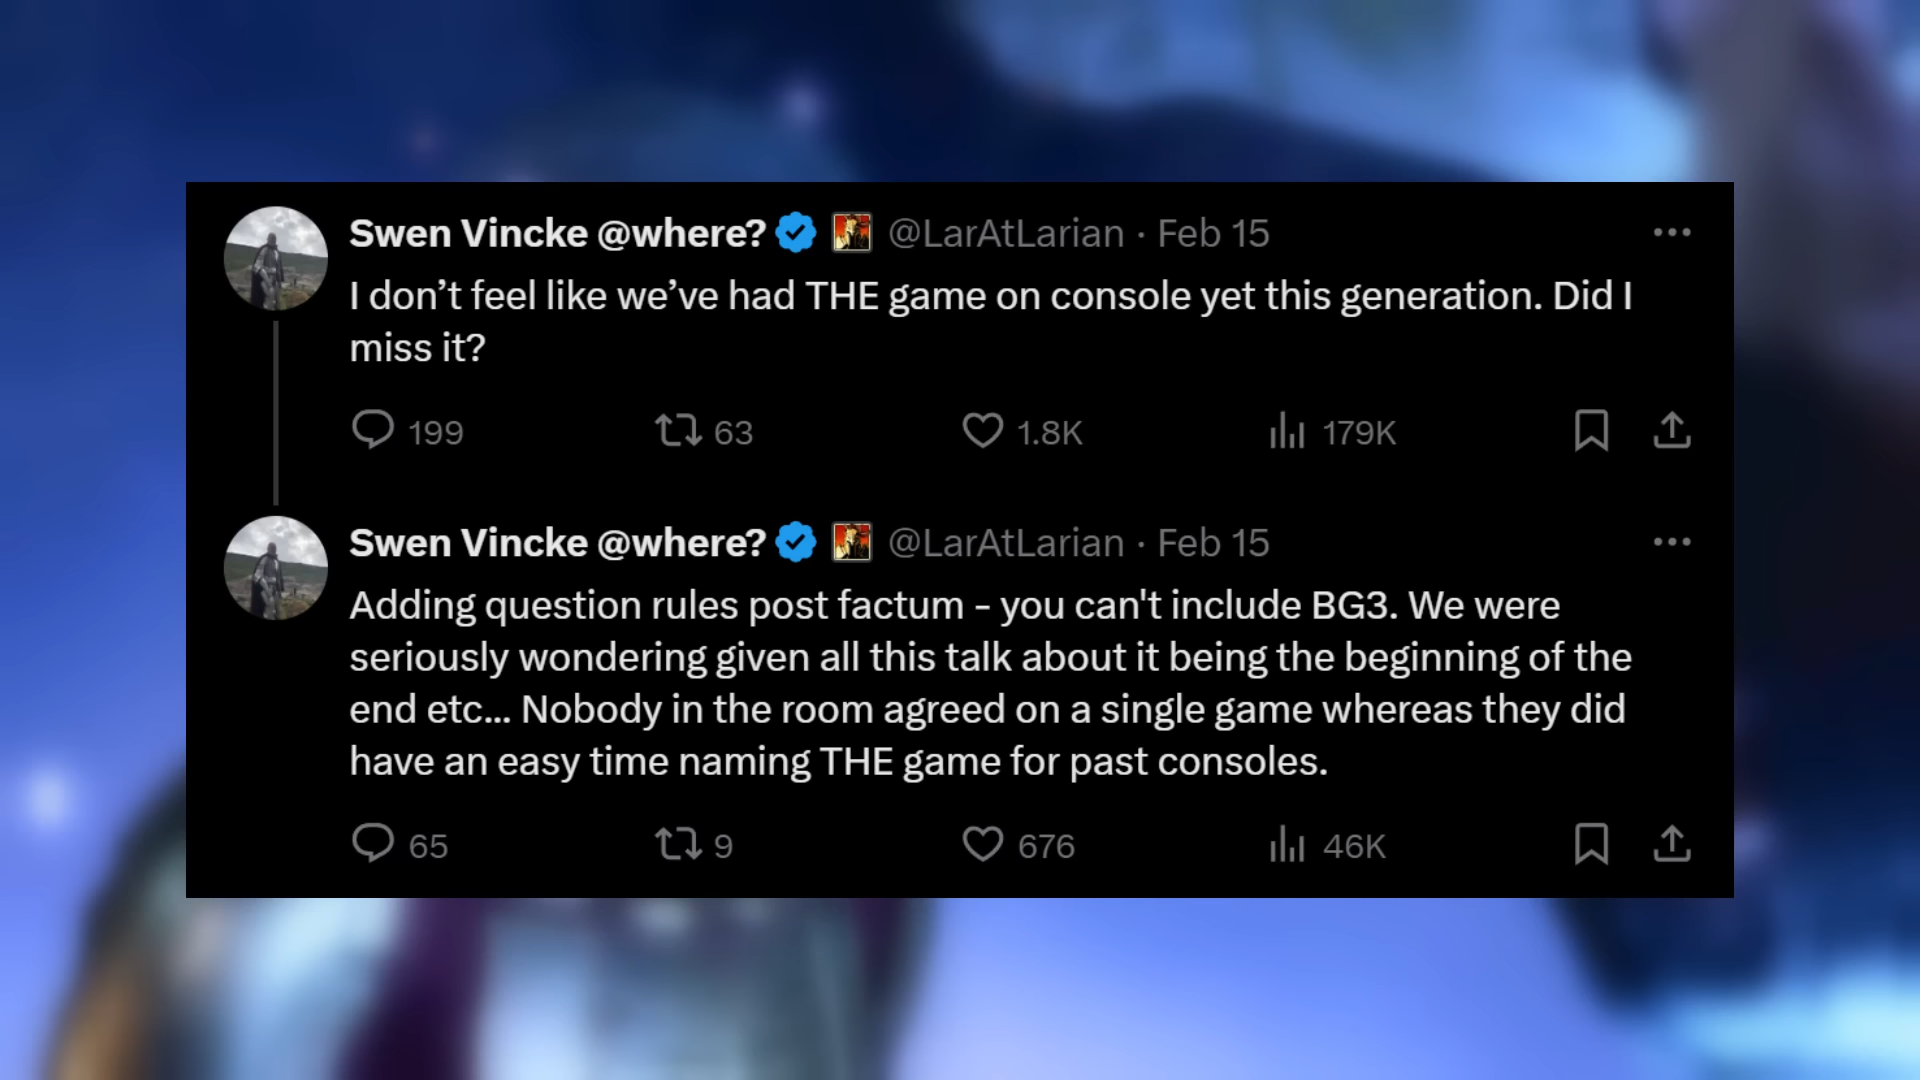 Swen Vincke @where? @LarAtLarian · Feb 15
I don’t feel like we’ve had THE game on console yet this generation. Did I
miss it?
199 63 1.8K 179K
Swen Vincke @where? @LarAtLarian · Feb 15
Adding question rules post factum - you can't include BG3. We were
seriously wondering given all this talk about it being the beginning of the
end etc... Nobody in the room agreed on a single game whereas they did
have an easy time naming THE game for past consoles.
65 9 676 46K